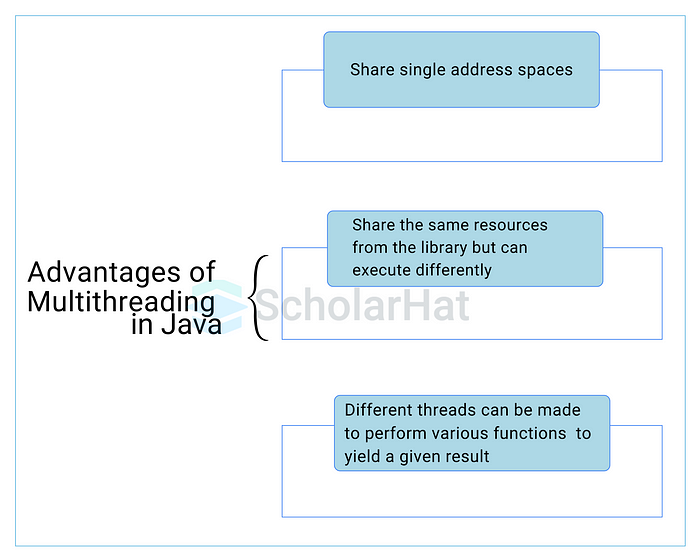 Share single address spaces
Share the same resources
from the library but can
execute differently
Advantages of
Multithreading
in Java
ScholarHat
Different threads can be made
to perform various functions to
yield a given result